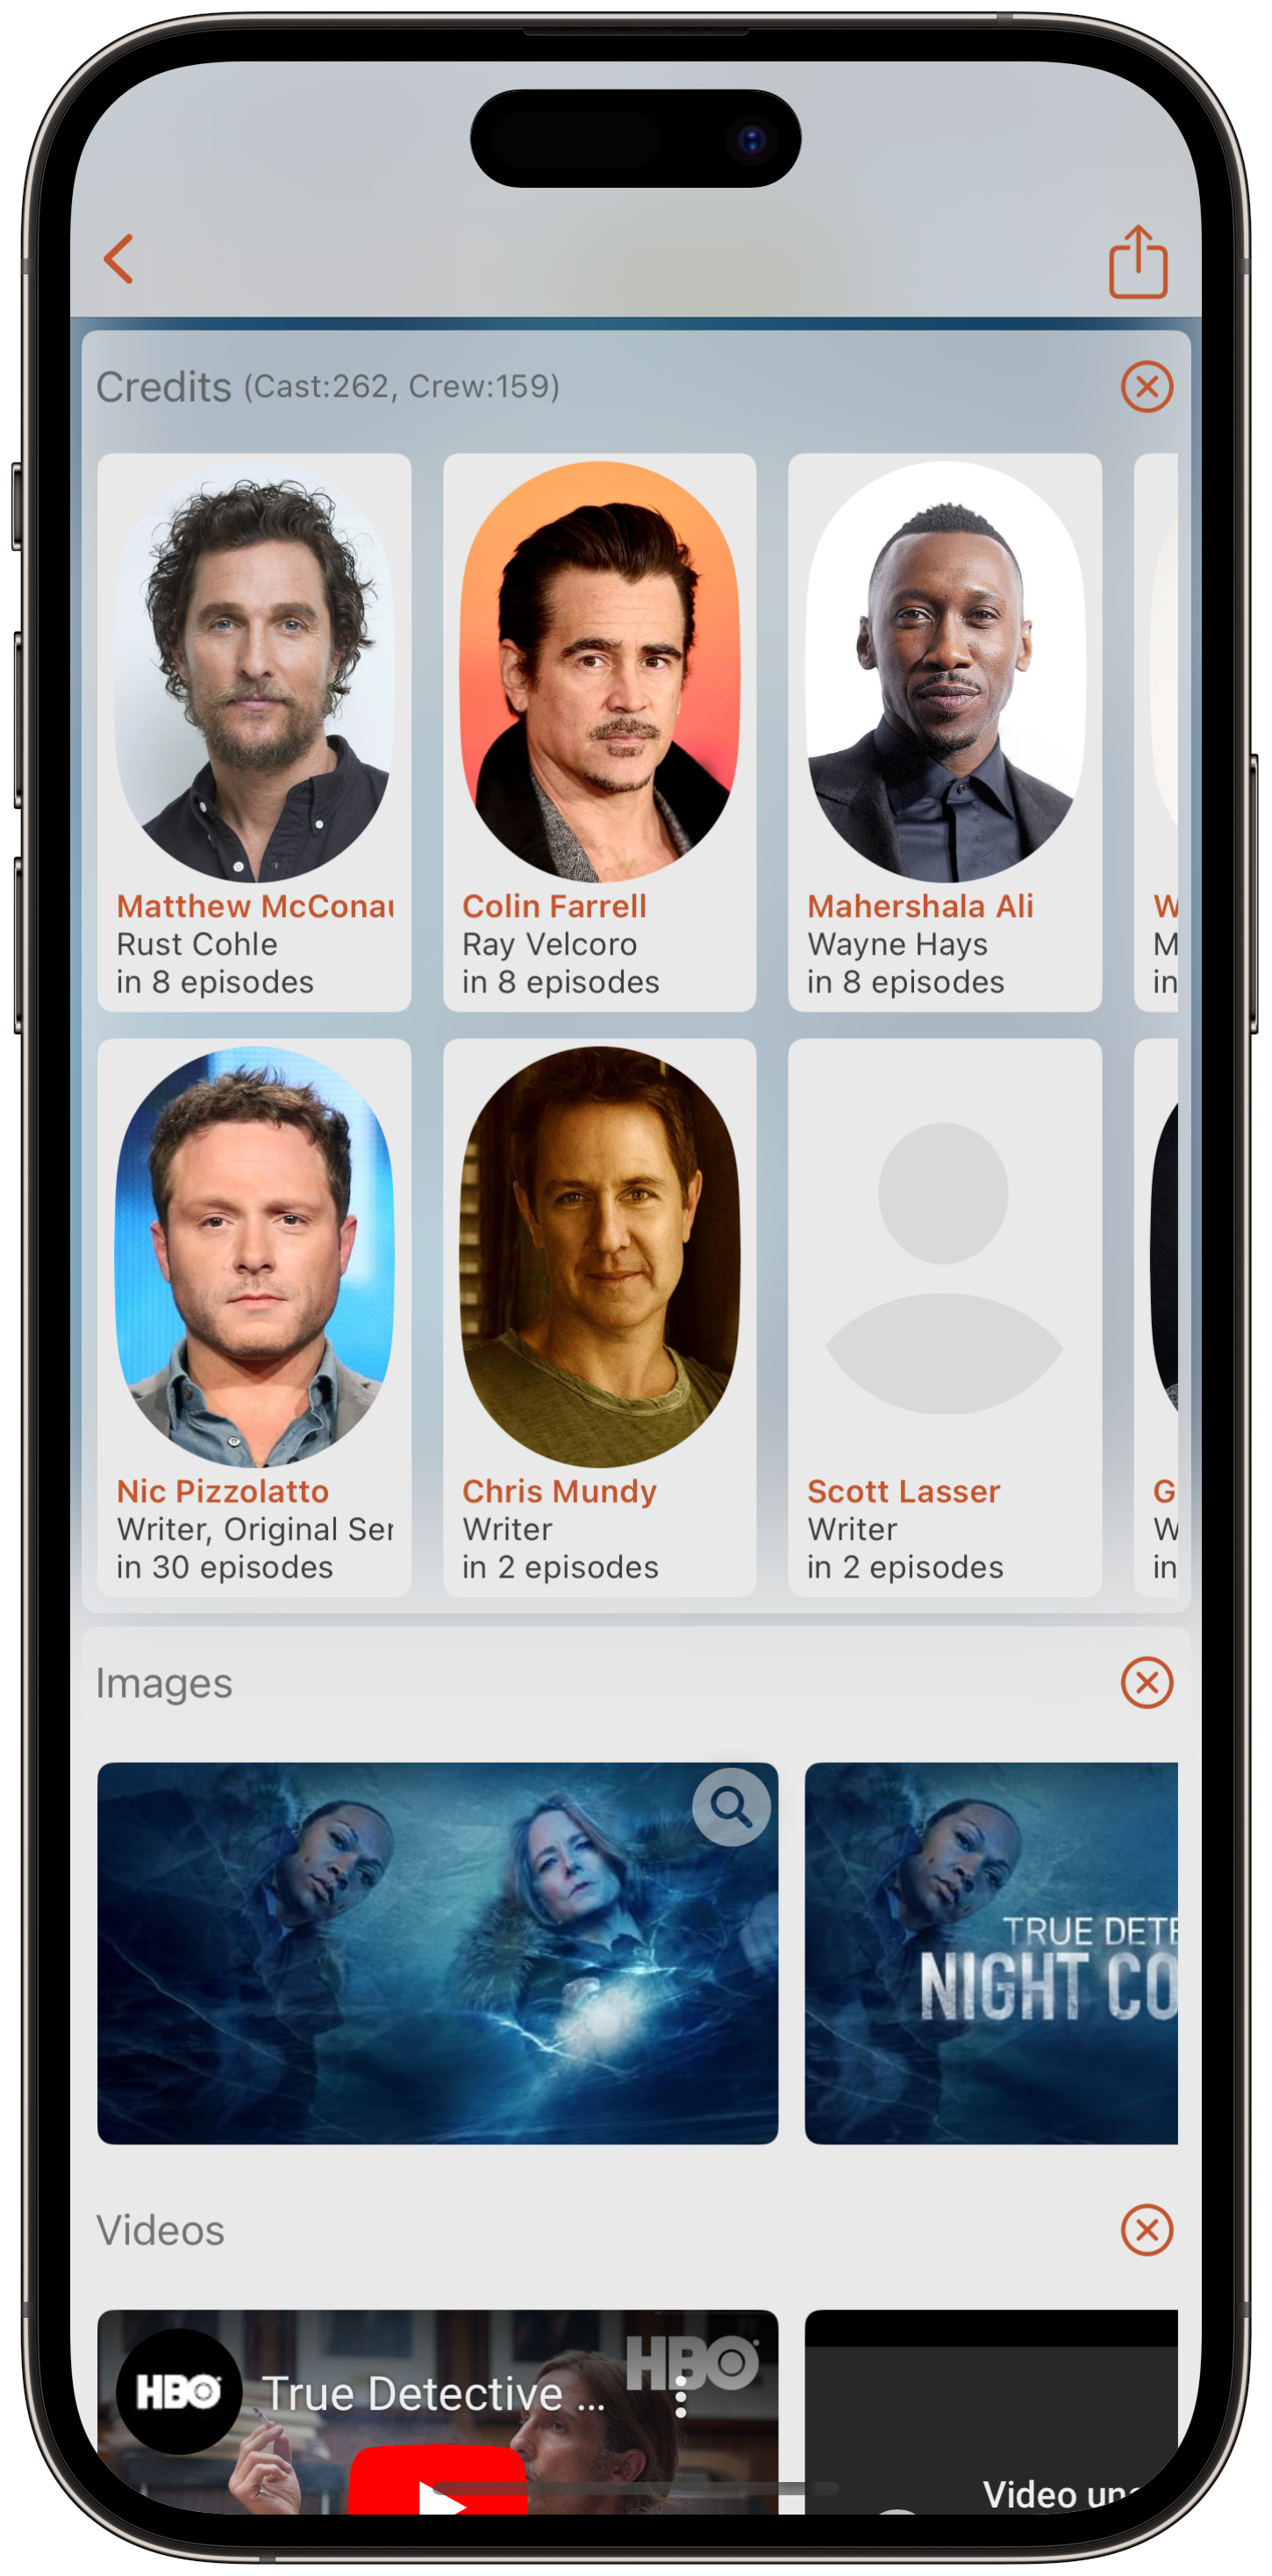 Credits (Cast:262, Crew:159)
Matthew McConau
Rust Cohle
in 8 episodes
Colin Farrell
Ray Velcoro
in 8 episodes
Mahershala Ali
Wayne Hays
in 8 episodes
W
M
in
Nic Pizzolatto
Writer, Original Ser
in 30 episodes
Chris Mundy
Writer
in 2 episodes
Scott Lasser
Writer
in 2 episodes
G
W
in
Images
TRUE DETE
NIGHT CO
Videos
HBO
True Detective ...
HBO
Video una